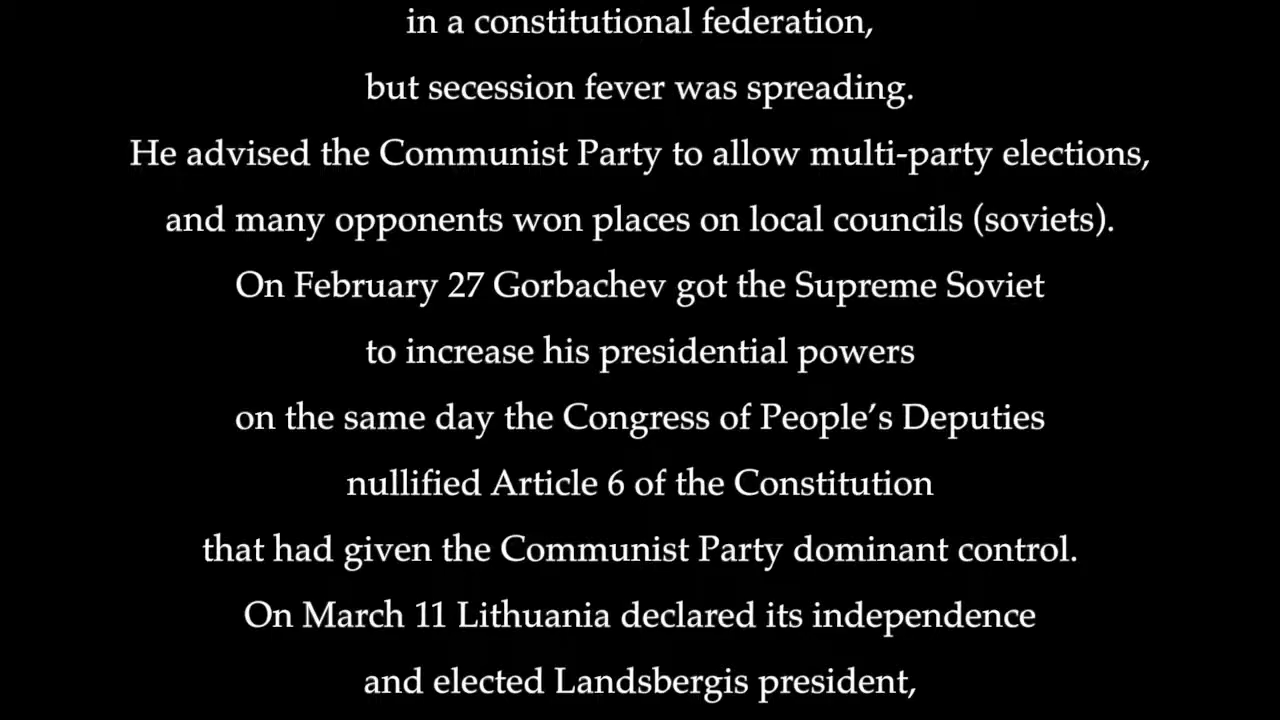 in a constitutional federation,
but secession fever was spreading.
He advised the Communist Party to allow multi-party elections,
and many opponents won places on local councils (soviets).
On February 27 Gorbachev got the Supreme Soviet
to increase his presidential powers
on the same day the Congress of People’s Deputies
nullified Article 6 of the Constitution
that had given the Communist Party dominant control.
On March 11 Lithuania declared its independence
and elected Landsbergis president,